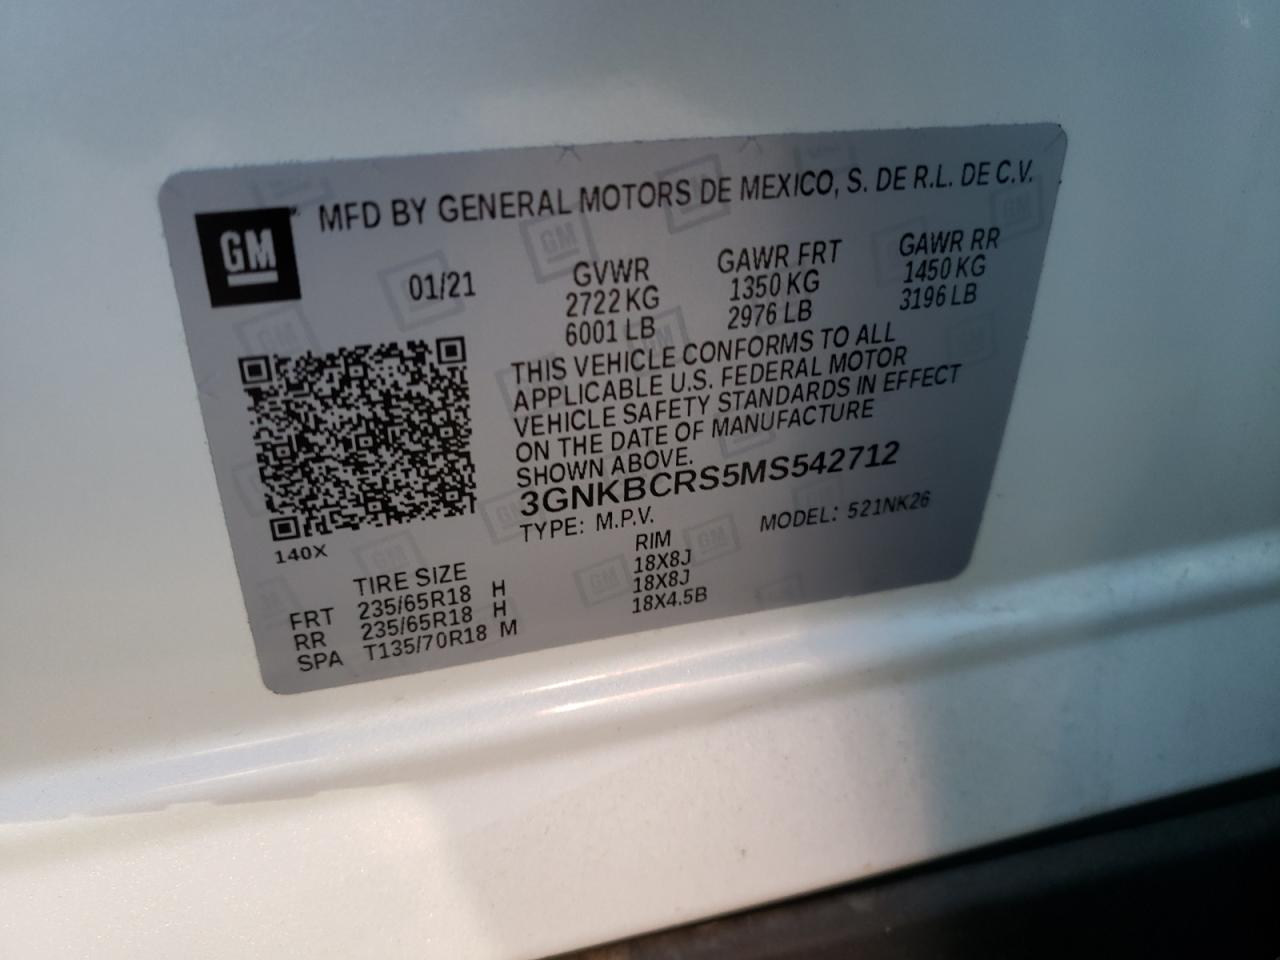 GM
MFD BY GENERAL MOTORS DE MEXICO, S. DE R.L. DE C.V.
01/21
GVWR
2722 KG
6001 LB
GAWR FRT
1350 KG
2976 LB
GAWR RR
1450 KG
3196 LB
THIS VEHICLE CONFORMS TO ALL
APPLICABLE U.S. FEDERAL MOTOR
VEHICLE SAFETY STANDARDS IN EFFECT
ON THE DATE OF MANUFACTURE
SHOWN ABOVE.
3GNKBCRS5MS542712
TYPE: M.P.V. MODEL: 521NK26
140X
TIRE SIZE RIM
FRT 235/65R18 H 18X8J
RR 235/65R18 H 18X8J
SPA T135/70R18 M 18X4.5B